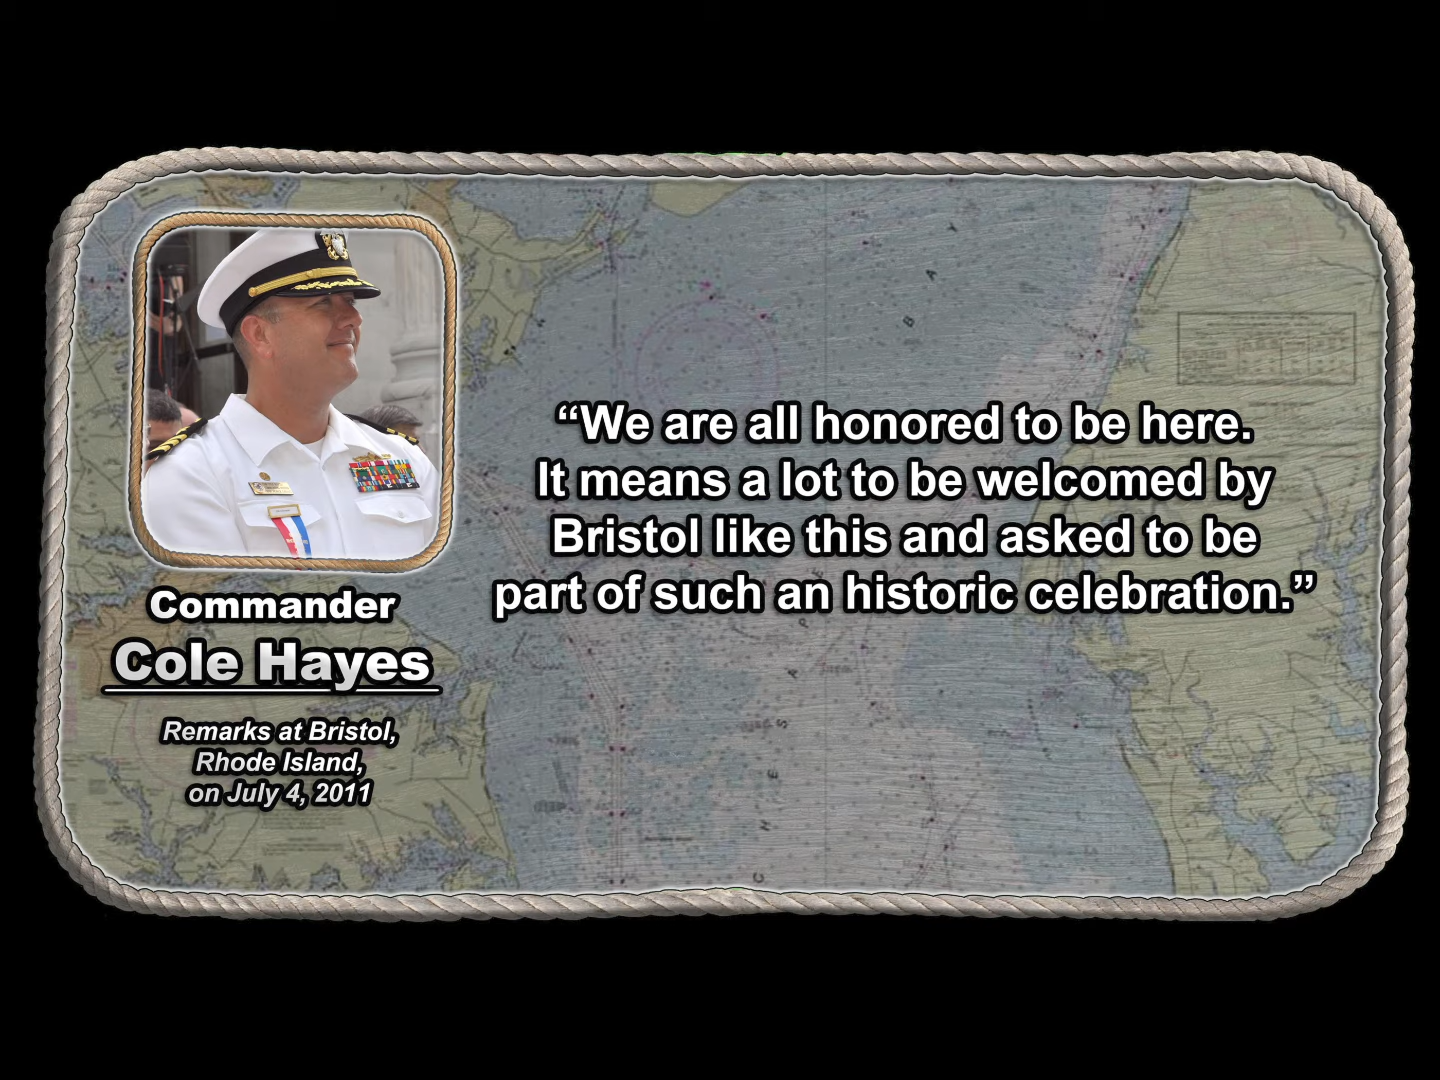 “We are all honored to be here.
It means a lot to be welcomed by
Bristol like this and asked to be
part of such an historic celebration.”
Commander
Cole Hayes
Remarks at Bristol,
Rhode Island,
on July 4, 2011